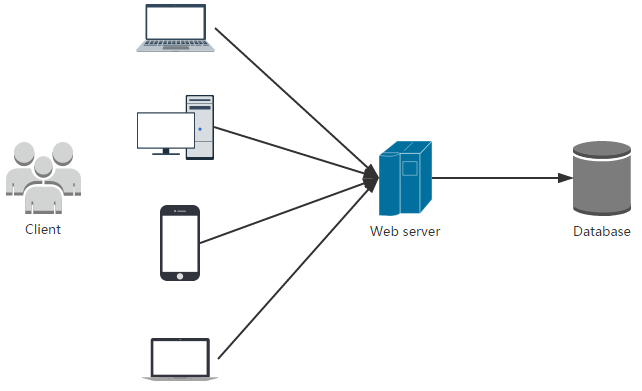 Client
Web server
Database